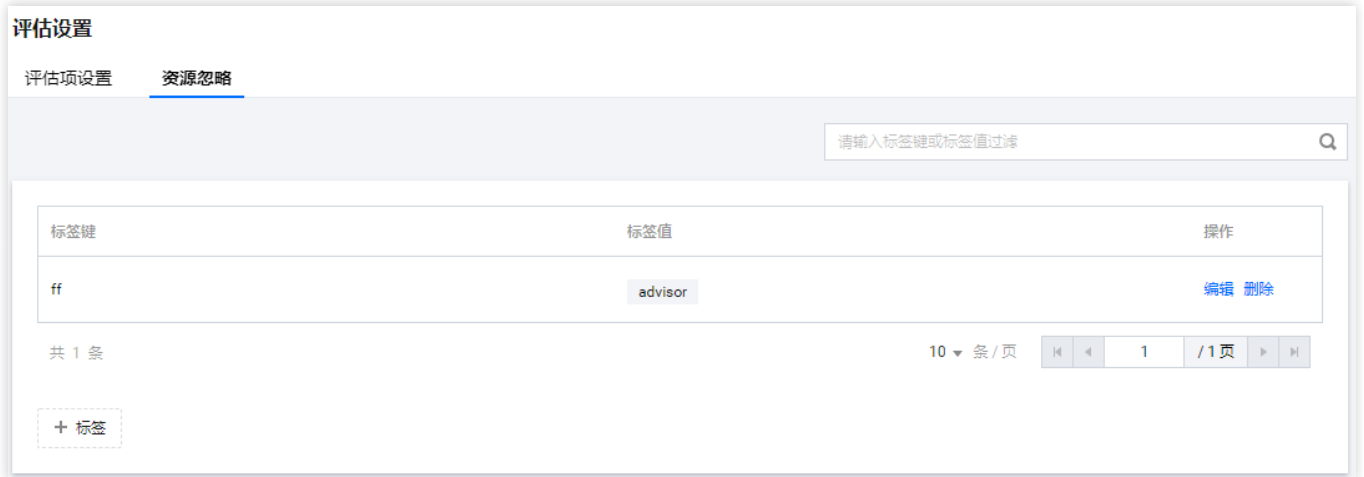 评估设置
评估项设置 资源忽略
请输入标签键或标签值过滤
标签键 标签值 操作
ff advisor 编辑 删除
共 1 条 10 条/页 1 /1页
+ 标签